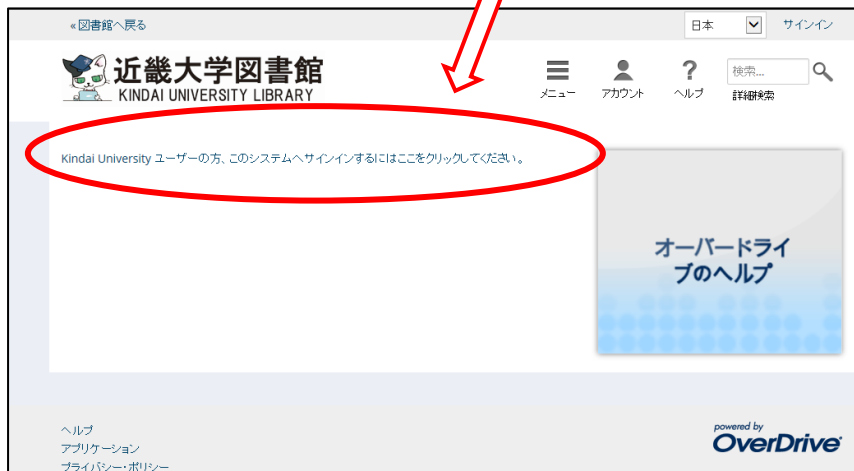 «図書館へ戻る
日本
サインイン
近畿大学図書館
KINDAI UNIVERSITY LIBRARY
メニュー
アカウント
?
ヘルプ
検索...
詳細検索
Kindai University ユーザーの方、このシステムへサインインするにはここをクリックしてください。
オーバードライ
ブのヘルプ
ヘルプ
アプリケーション
プライバシー・ポリシー
powered by
OverDrive